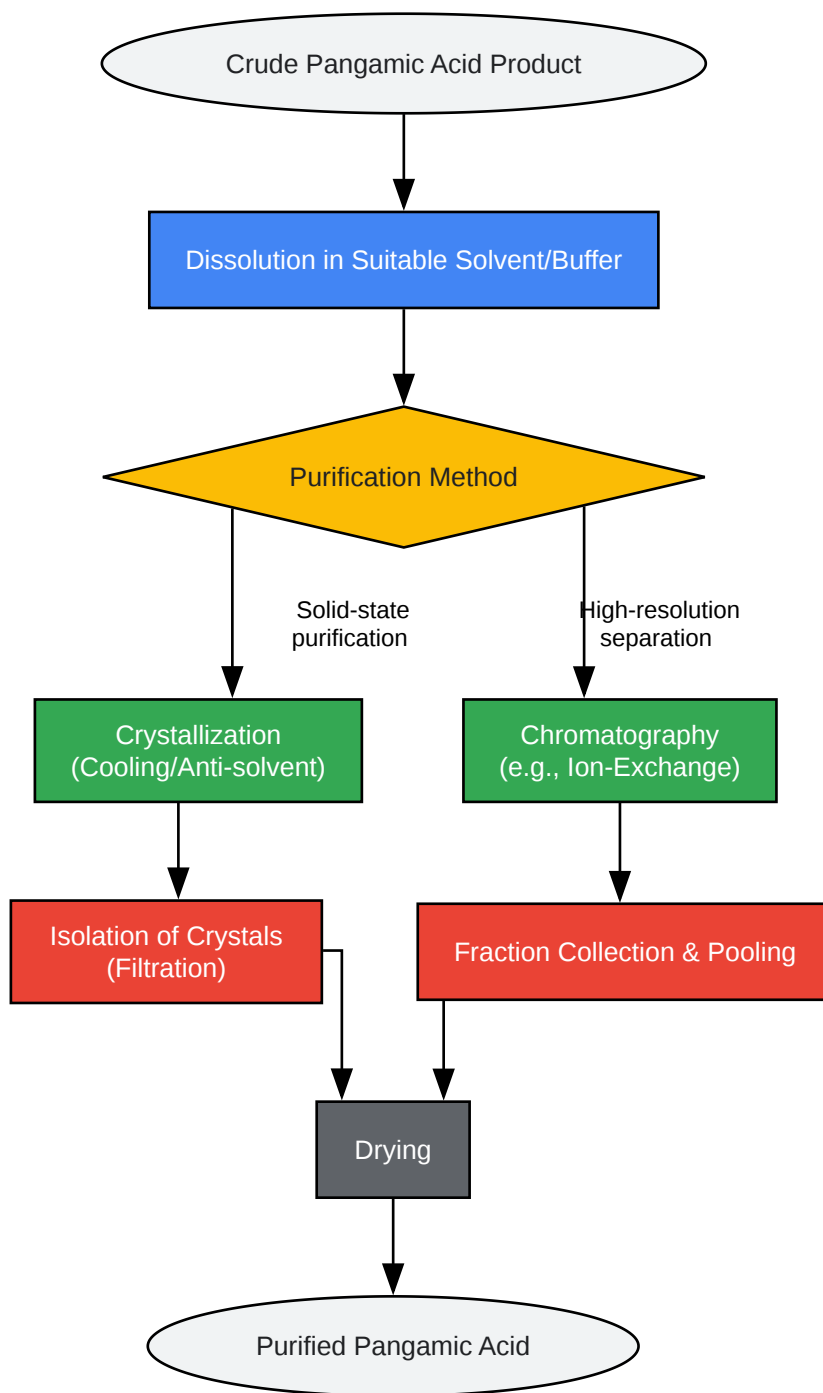 Crude Pangamic Acid Product
Dissolution in Suitable Solvent/Buffer
Purification Method
Solid-state
purification
High-resolution
separation
Crystallization
(Cooling/Anti-solvent)
Chromatography
(e.g., Ion-Exchange)
Isolation of Crystals
(Filtration)
Fraction Collection & Pooling
Drying
Purified Pangamic Acid